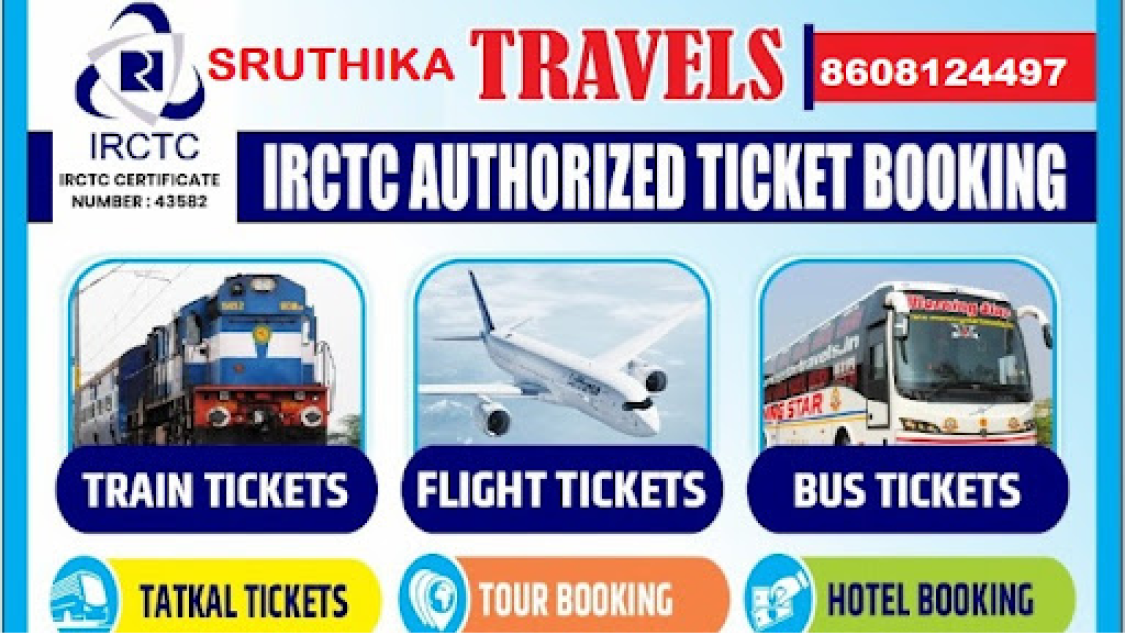 SRUTHIKA TRAVELS 8608124497
IRCTC
IRCTC CERTIFICATE
NUMBER : 43582
IRCTC AUTHORIZED TICKET BOOKING
TRAIN TICKETS
FLIGHT TICKETS
BUS TICKETS
TATKAL TICKETS
TOUR BOOKING
HOTEL BOOKING